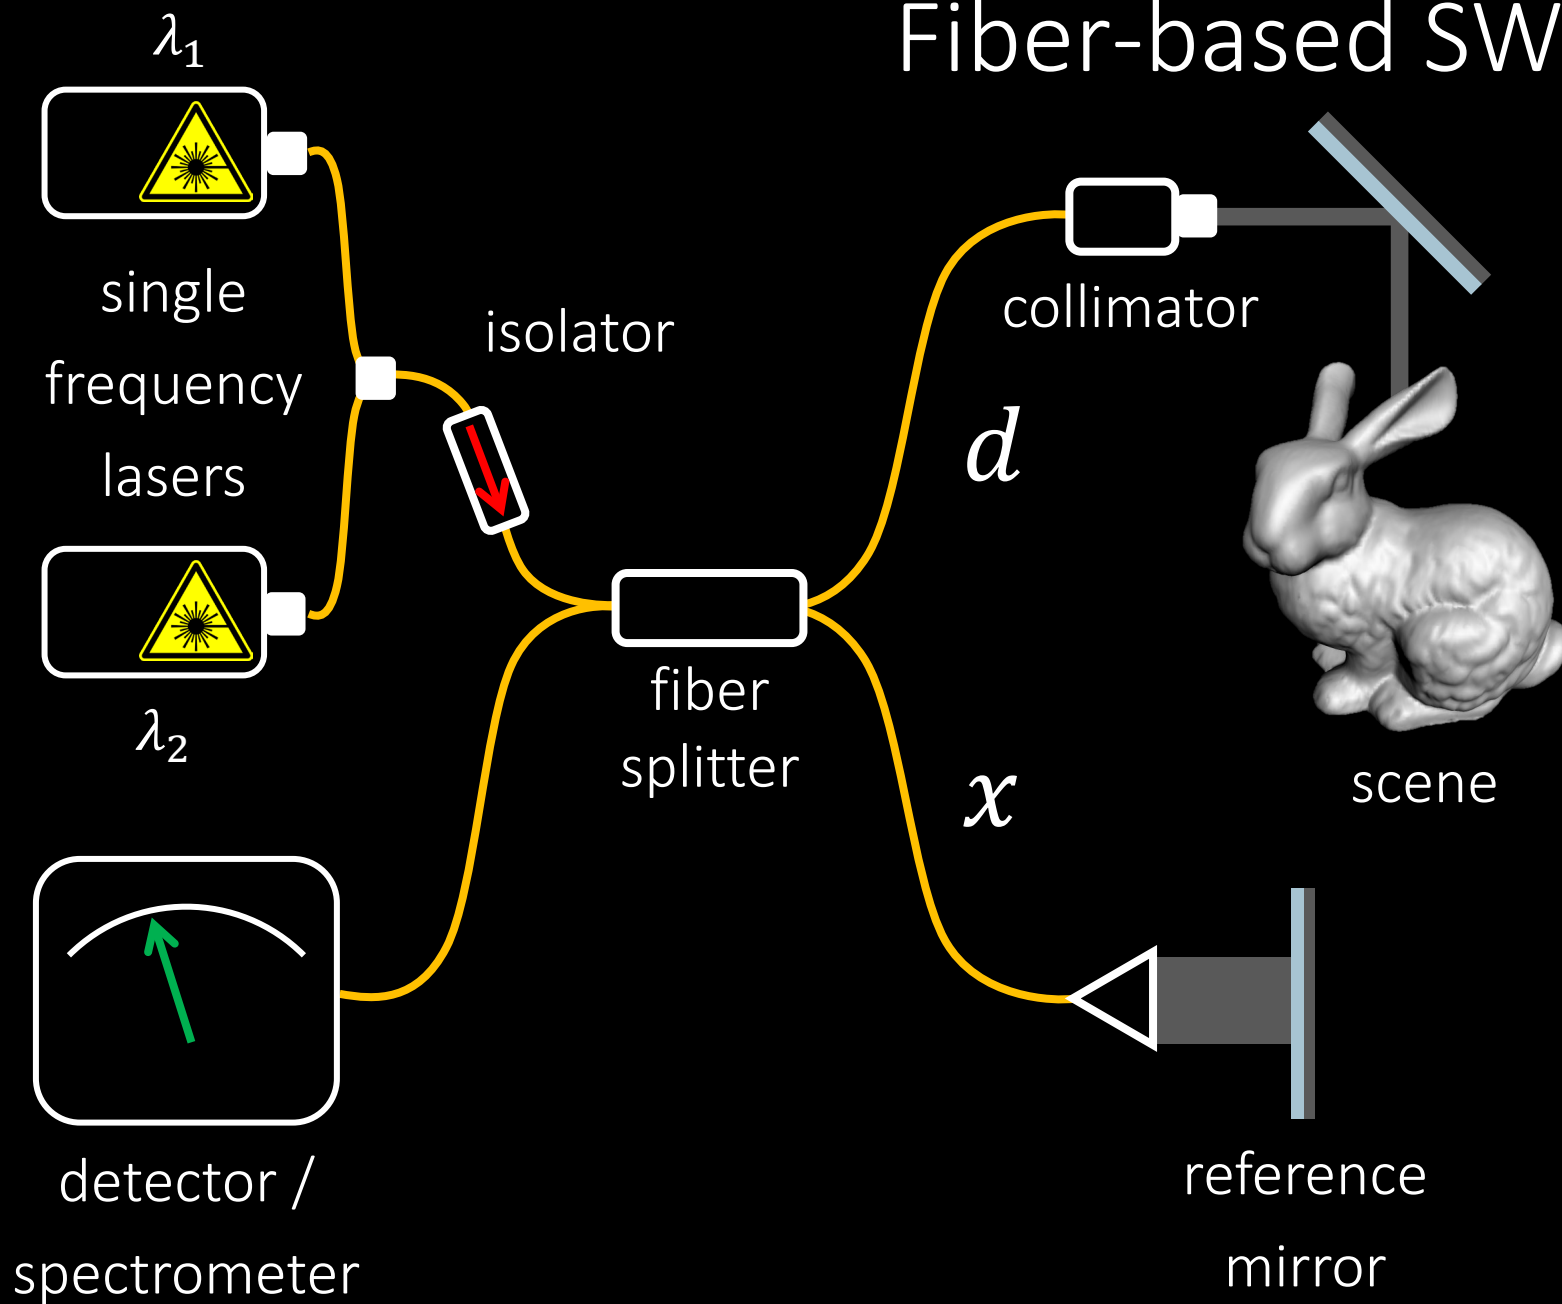 Fiber-based SW
λ₁
single
frequency
lasers
λ₂
isolator
collimator
d
fiber
splitter
x
scene
detector /
spectrometer
reference
mirror